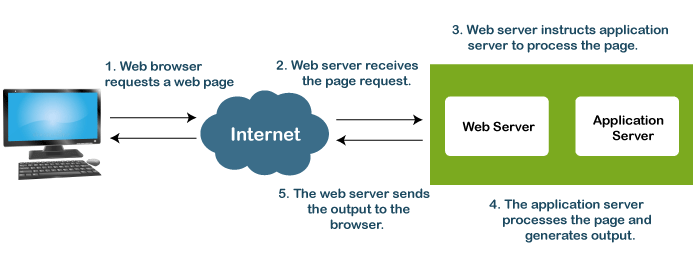 1. Web browser
requests a web page
2. Web server receives
the page request.
3. Web server instructs application
server to process the page.
Internet
Web Server
Application
Server
4. The application server
processes the page and
generates output.
5. The web server sends
the output to the
browser.